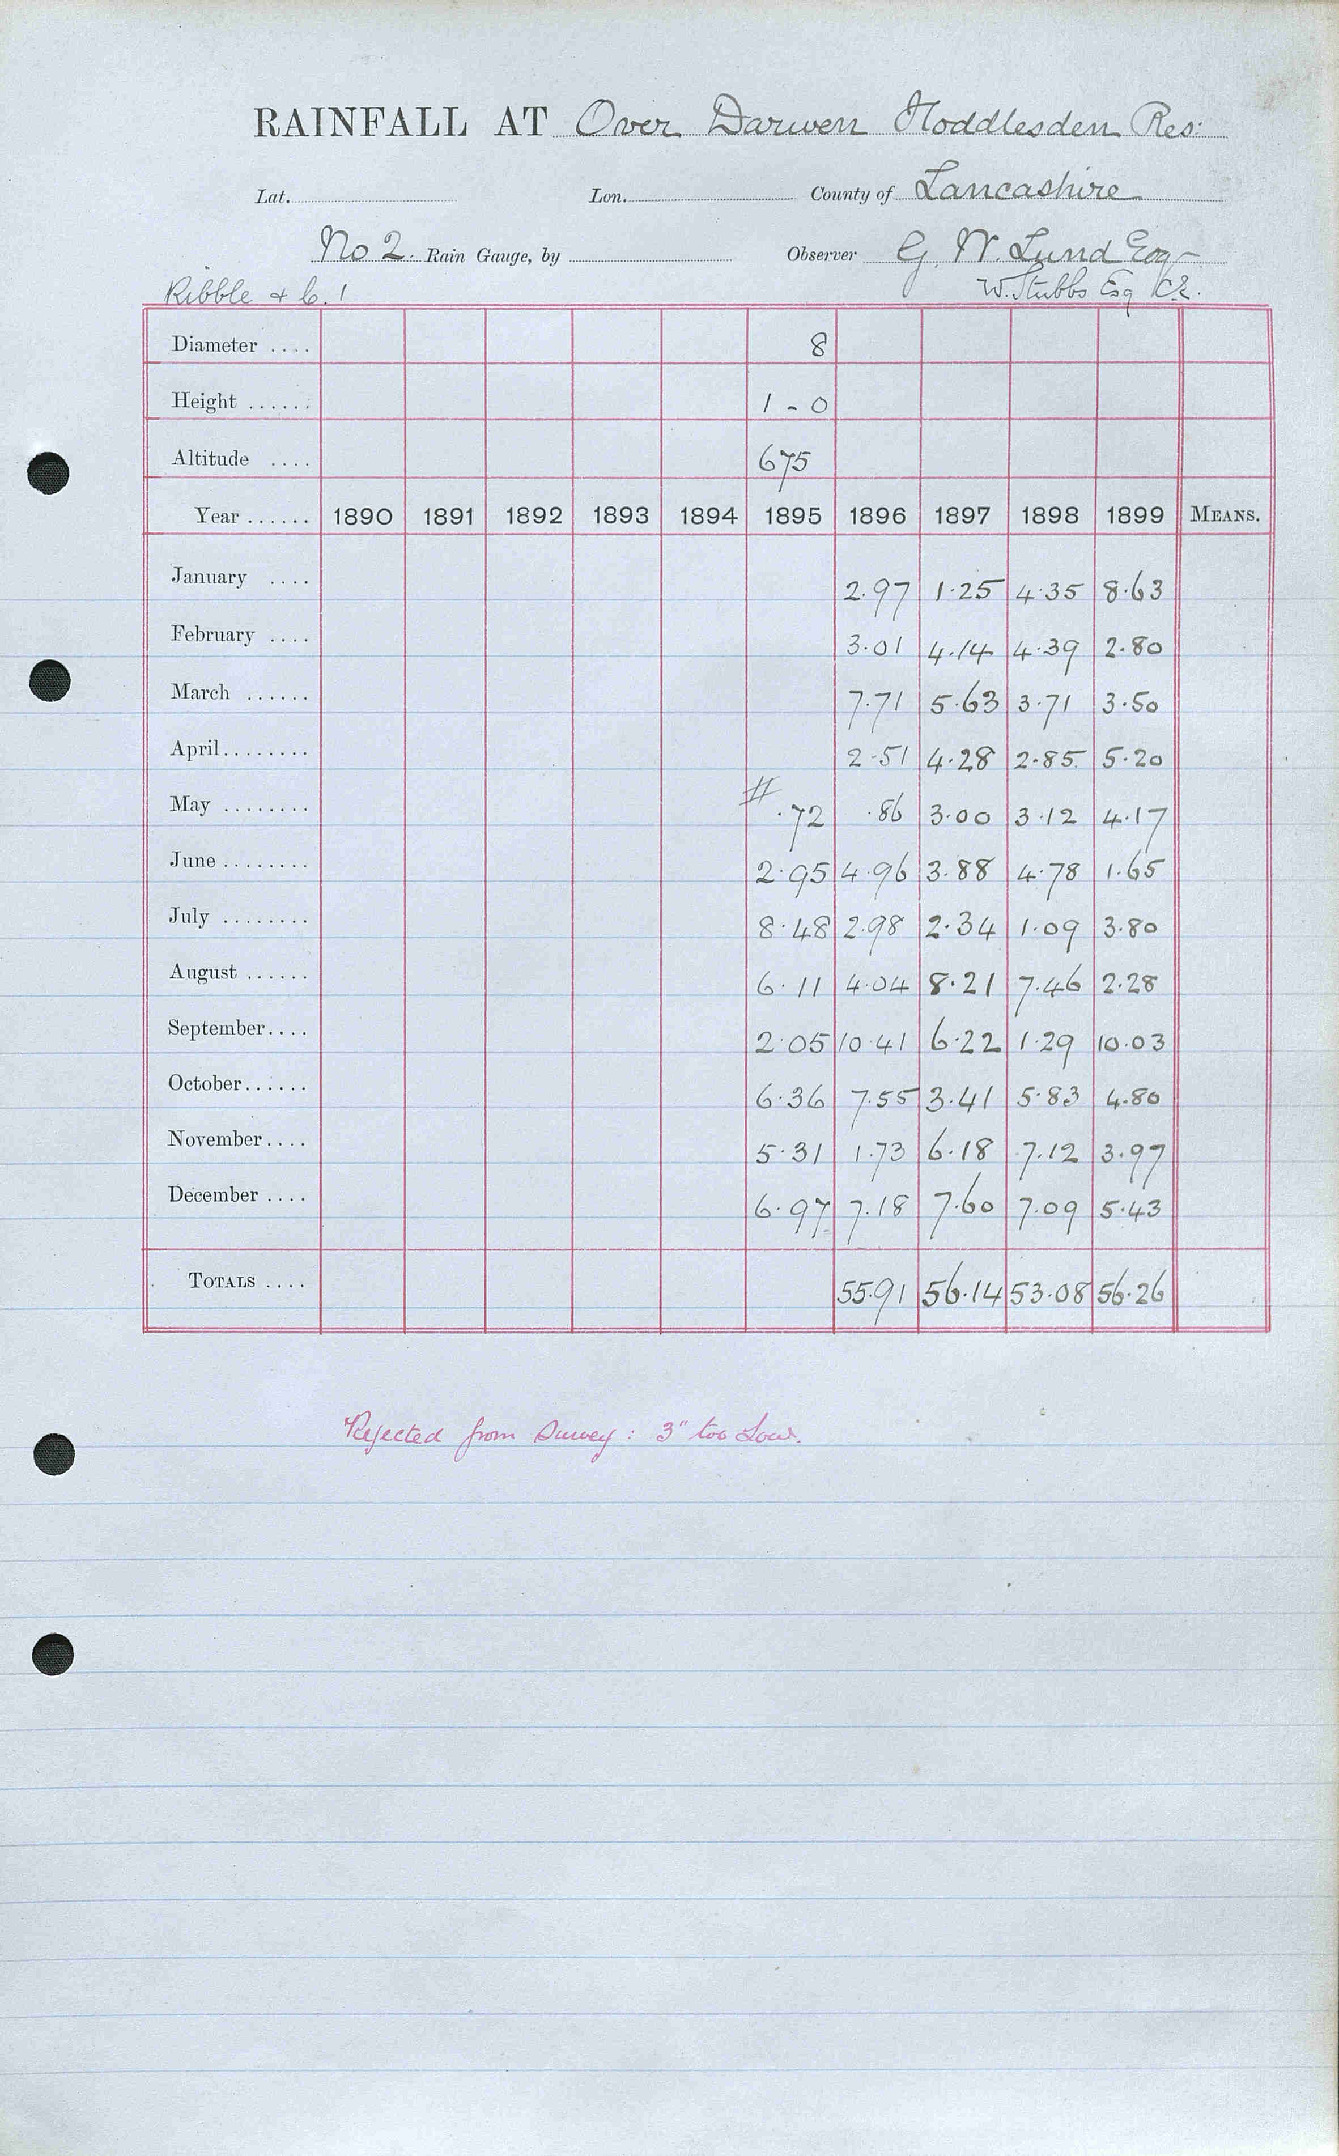 RAINFALL AT Over Darwen Hoddlesden Res:
Lat. Lon. County of Lancashire
No 2. Rain Gauge, by Observer G. W. Lund Esq
Ribble & C. 1 W. Stubbs Esq CE.
Diameter .... 8
Height ...... 1 - 0
Altitude .... 675
Year ...... 1890 1891 1892 1893 1894 1895 1896 1897 1898 1899 MEANS.
January .... 2.97 1.25 4.35 8.63
February .... 3.01 4.14 4.39 2.80
March ...... 7.71 5.63 3.71 3.50
April........ 2.51 4.28 2.85 5.20
May ........ # .72 .86 3.00 3.12 4.17
June ........ 2.95 4.96 3.88 4.78 1.65
July ........ 8.48 2.98 2.34 1.09 3.80
August ...... 6.11 4.04 8.21 7.46 2.28
September.... 2.05 10.41 6.22 1.29 10.03
October...... 6.36 7.55 3.41 5.83 4.80
November.... 5.31 1.73 6.18 7.12 3.97
December .... 6.97 7.18 7.60 7.09 5.43
TOTALS .... 55.91 56.14 53.08 56.26
Rejected from Survey: 3" too Low.